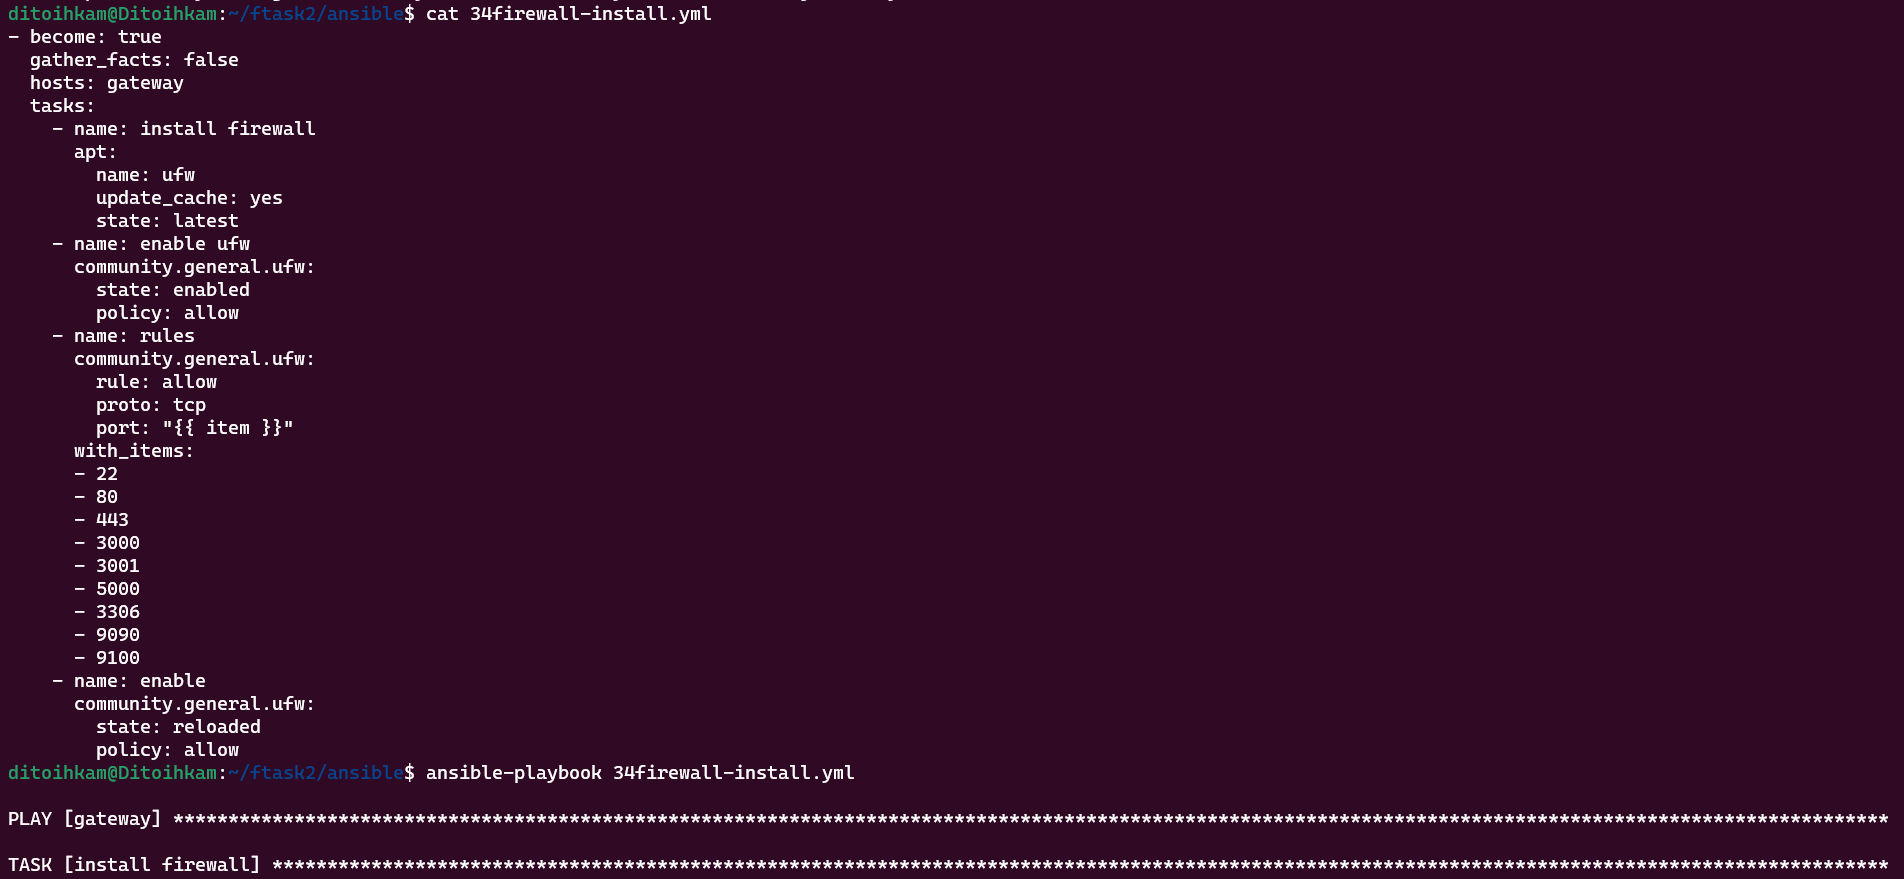 ditoihkam@Ditoihkam:~/ftask2/ansible$ cat 34firewall-install.yml
- become: true
  gather_facts: false
  hosts: gateway
  tasks:
    - name: install firewall
      apt:
        name: ufw
        update_cache: yes
        state: latest
    - name: enable ufw
      community.general.ufw:
        state: enabled
        policy: allow
    - name: rules
      community.general.ufw:
        rule: allow
        proto: tcp
        port: "{{ item }}"
      with_items:
      - 22
      - 80
      - 443
      - 3000
      - 3001
      - 5000
      - 3306
      - 9090
      - 9100
    - name: enable
      community.general.ufw:
        state: reloaded
        policy: allow
ditoihkam@Ditoihkam:~/ftask2/ansible$ ansible-playbook 34firewall-install.yml

PLAY [gateway] ************************************************************************************************************************************************************

TASK [install firewall] ***************************************************************************************************************************************************